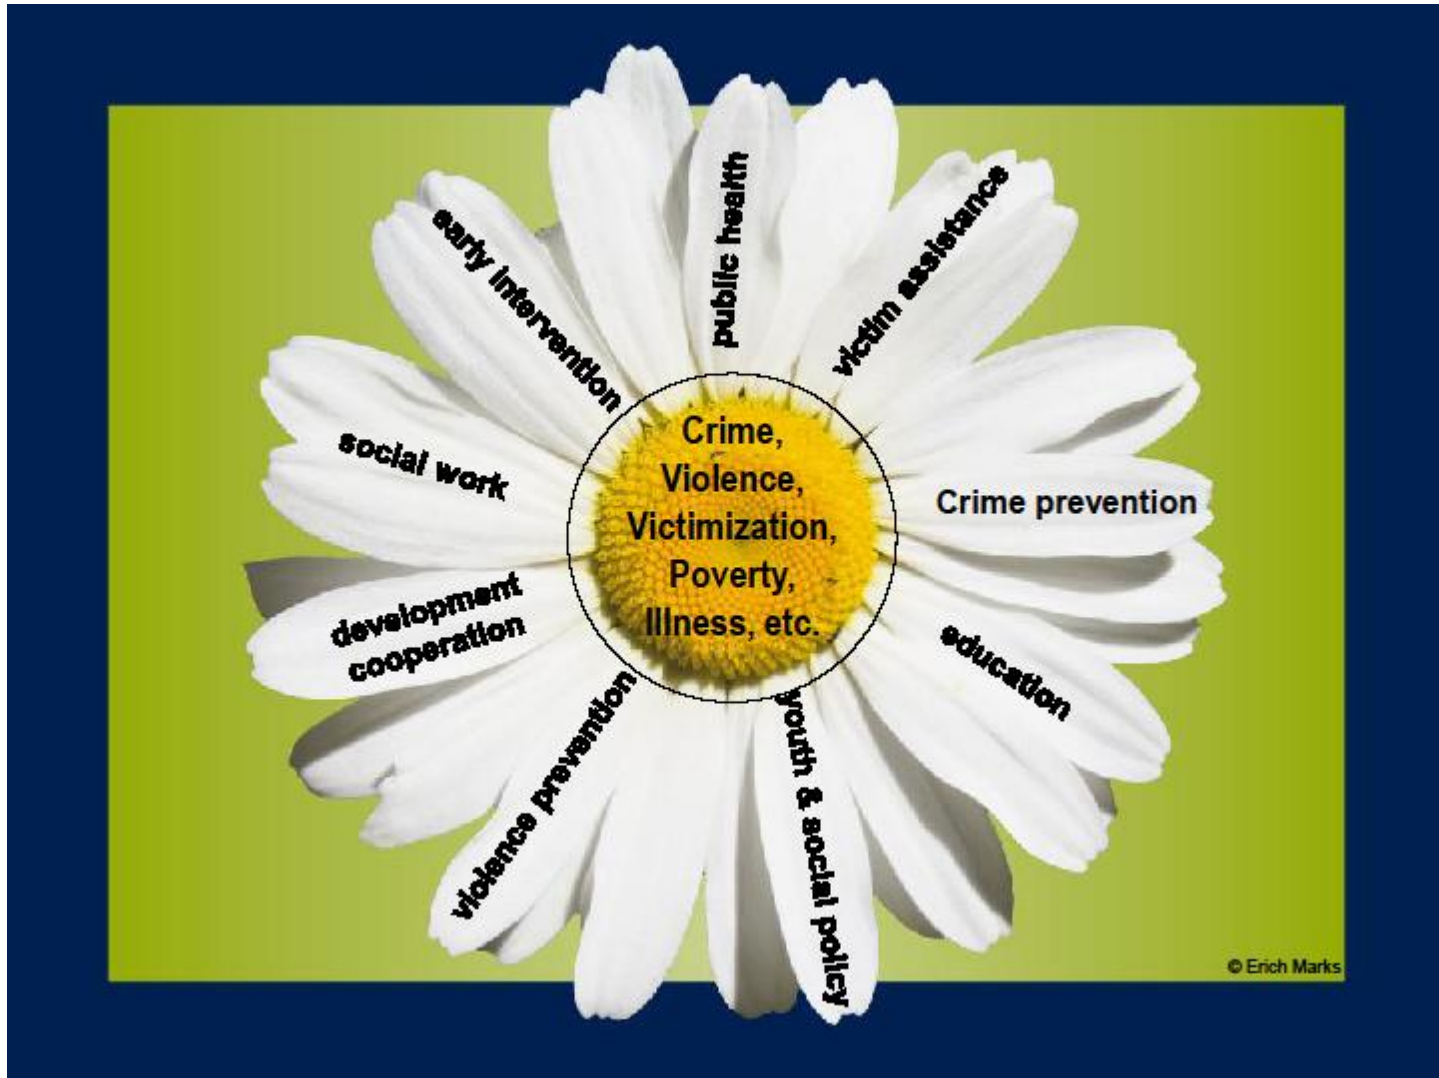 public health
victim assistance
early intervention
Crime,
Violence,
Victimization,
Poverty,
Illness, etc.
social work
Crime prevention
development
cooperation
education
violence prevention
youth & social policy
© Erich Marks